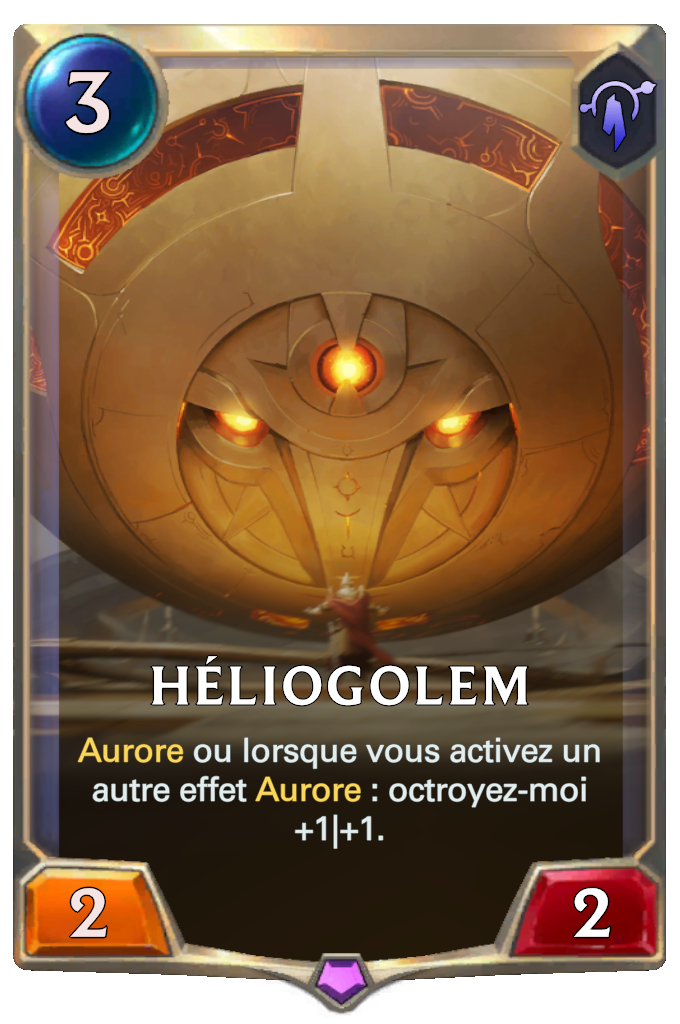 3
HÉLIOGOLEM
Aurore ou lorsque vous activez un
autre effet Aurore : octroyez-moi
+1|+1.
2
2